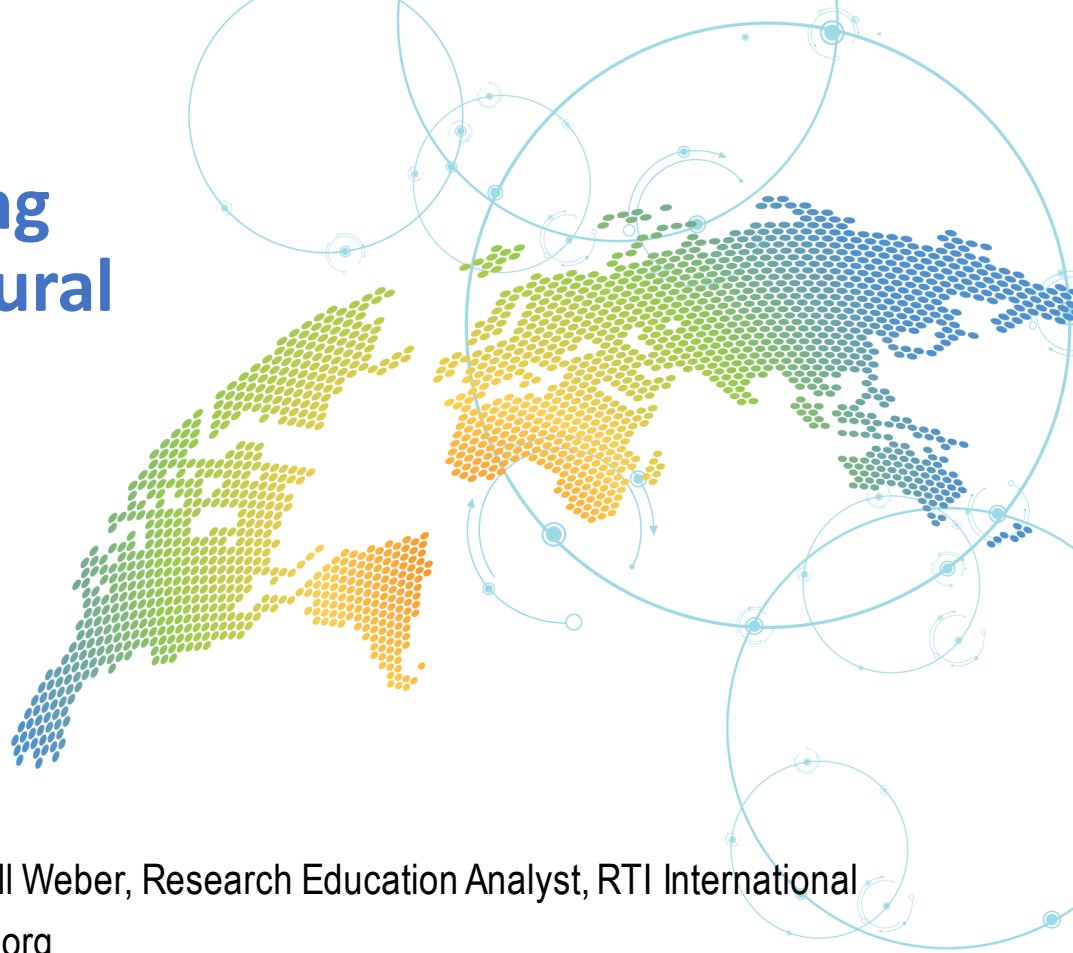 ng
ural
ll Weber, Research Education Analyst, RTI International
org